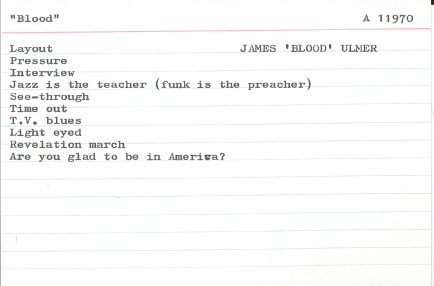 "Blood" A 11970
Layout JAMES 'BLOOD' ULMER
Pressure
Interview
Jazz is the teacher (funk is the preacher)
See-through
Time out
T.V. blues
Light eyed
Revelation march
Are you glad to be in America?